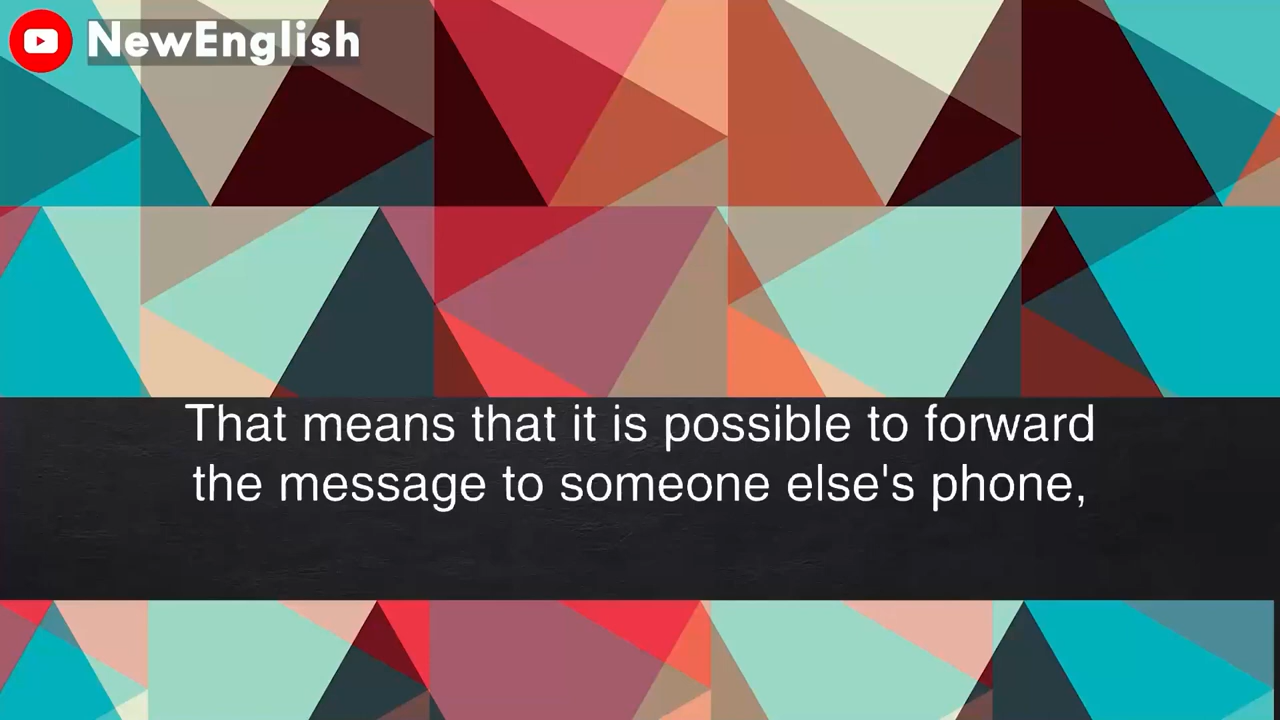 NewEnglish
That means that it is possible to forward
the message to someone else's phone,